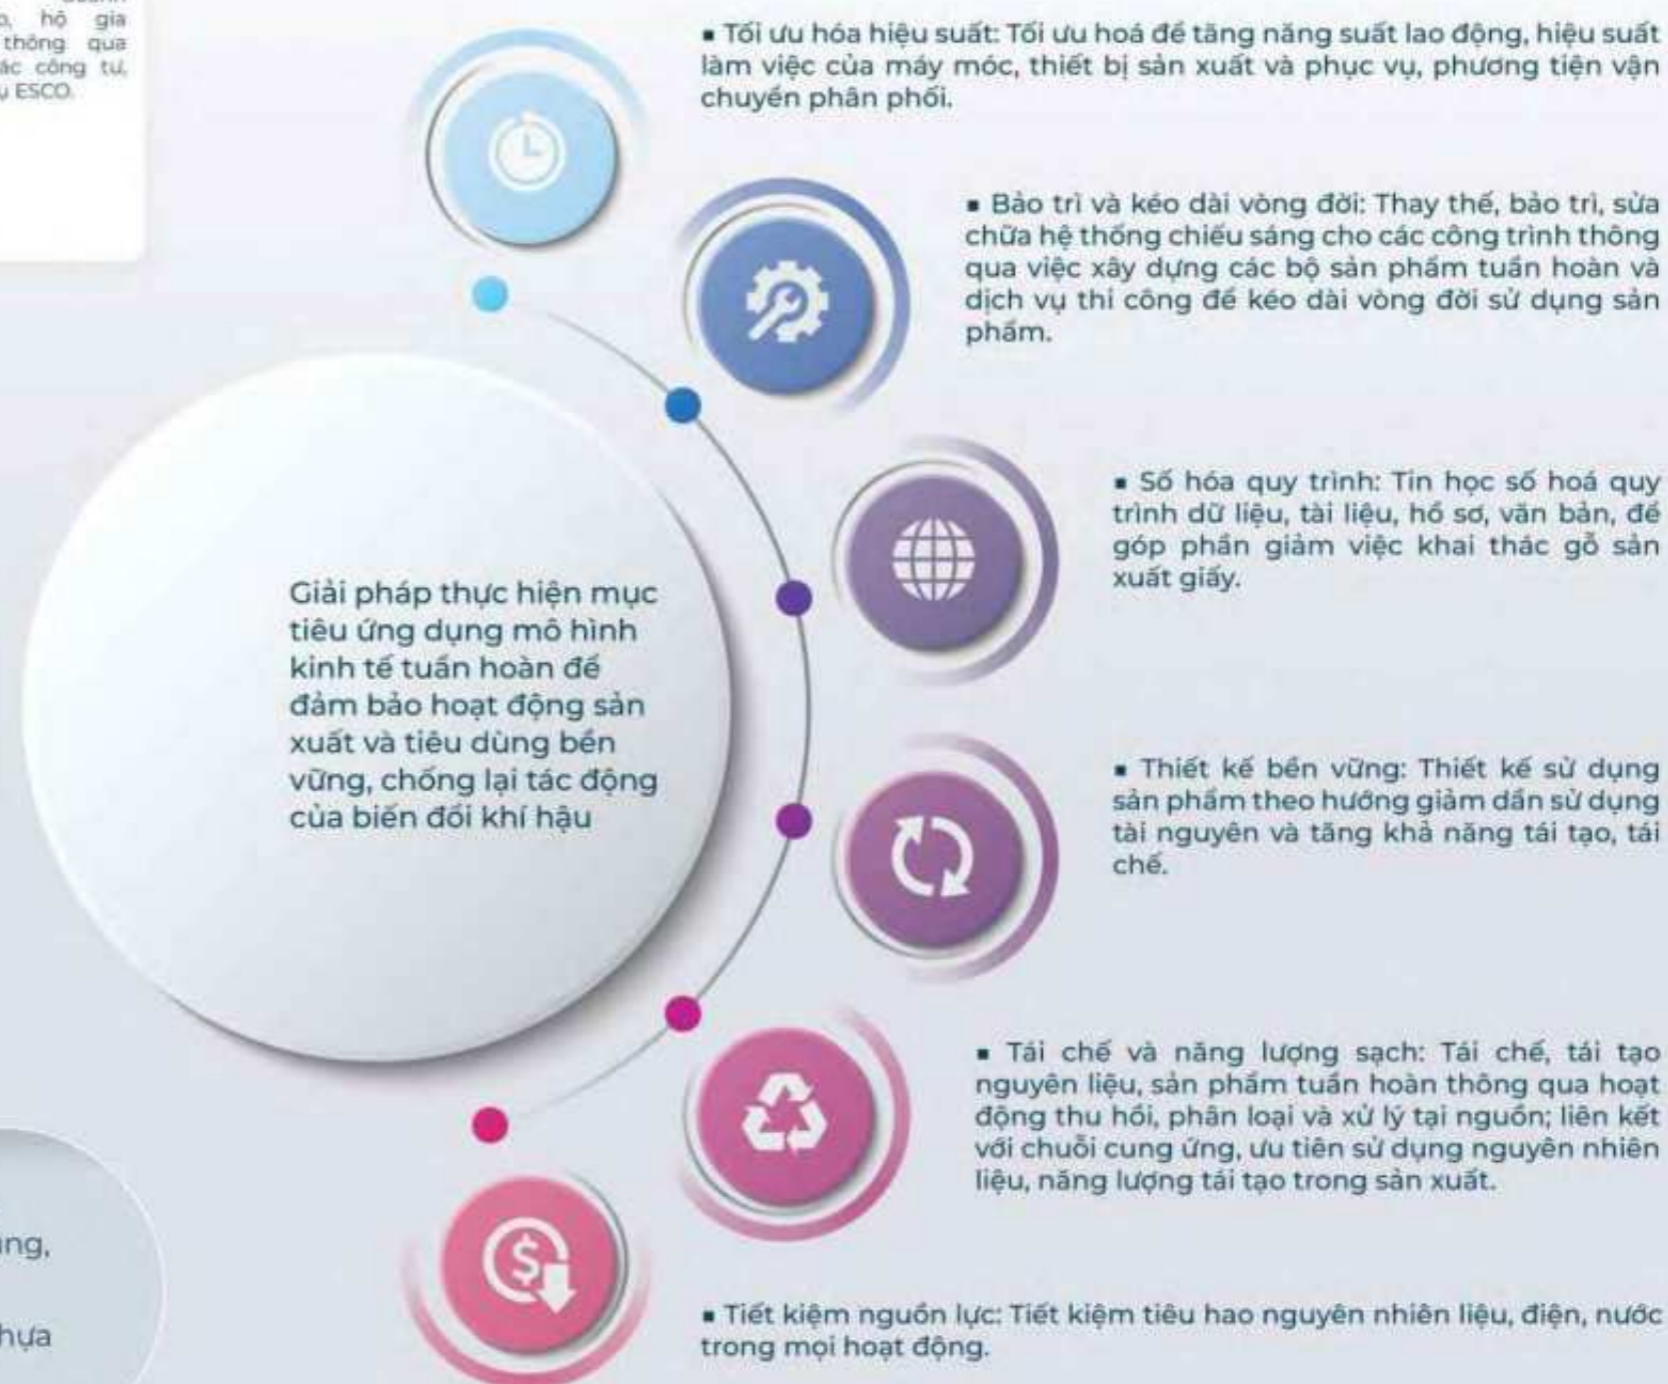 hộ gia
thông qua
công tư,
ESCO.
▪ Tối ưu hóa hiệu suất: Tối ưu hoá để tăng năng suất lao động, hiệu suất
làm việc của máy móc, thiết bị sản xuất và phục vụ, phương tiện vận
chuyển phân phối.
▪ Bảo trì và kéo dài vòng đời: Thay thế, bảo trì, sửa
chữa hệ thống chiếu sáng cho các công trình thông
qua việc xây dựng các bộ sản phẩm tuần hoàn và
dịch vụ thi công để kéo dài vòng đời sử dụng sản
phẩm.
▪ Số hóa quy trình: Tin học số hoá quy
trình dữ liệu, tài liệu, hồ sơ, văn bản, để
góp phần giảm việc khai thác gỗ sản
xuất giấy.
Giải pháp thực hiện mục
tiêu ứng dụng mô hình
kinh tế tuần hoàn để
đảm bảo hoạt động sản
xuất và tiêu dùng bền
vững, chống lại tác động
của biến đổi khí hậu
▪ Thiết kế bền vững: Thiết kế sử dụng
sản phẩm theo hướng giảm dần sử dụng
tài nguyên và tăng khả năng tái tạo, tái
chế.
▪ Tái chế và năng lượng sạch: Tái chế, tái tạo
nguyên liệu, sản phẩm tuần hoàn thông qua hoạt
động thu hồi, phân loại và xử lý tại nguồn; liên kết
với chuỗi cung ứng, ưu tiên sử dụng nguyên nhiên
liệu, năng lượng tái tạo trong sản xuất.
▪ Tiết kiệm nguồn lực: Tiết kiệm tiêu hao nguyên nhiên liệu, điện, nước
trong mọi hoạt động.